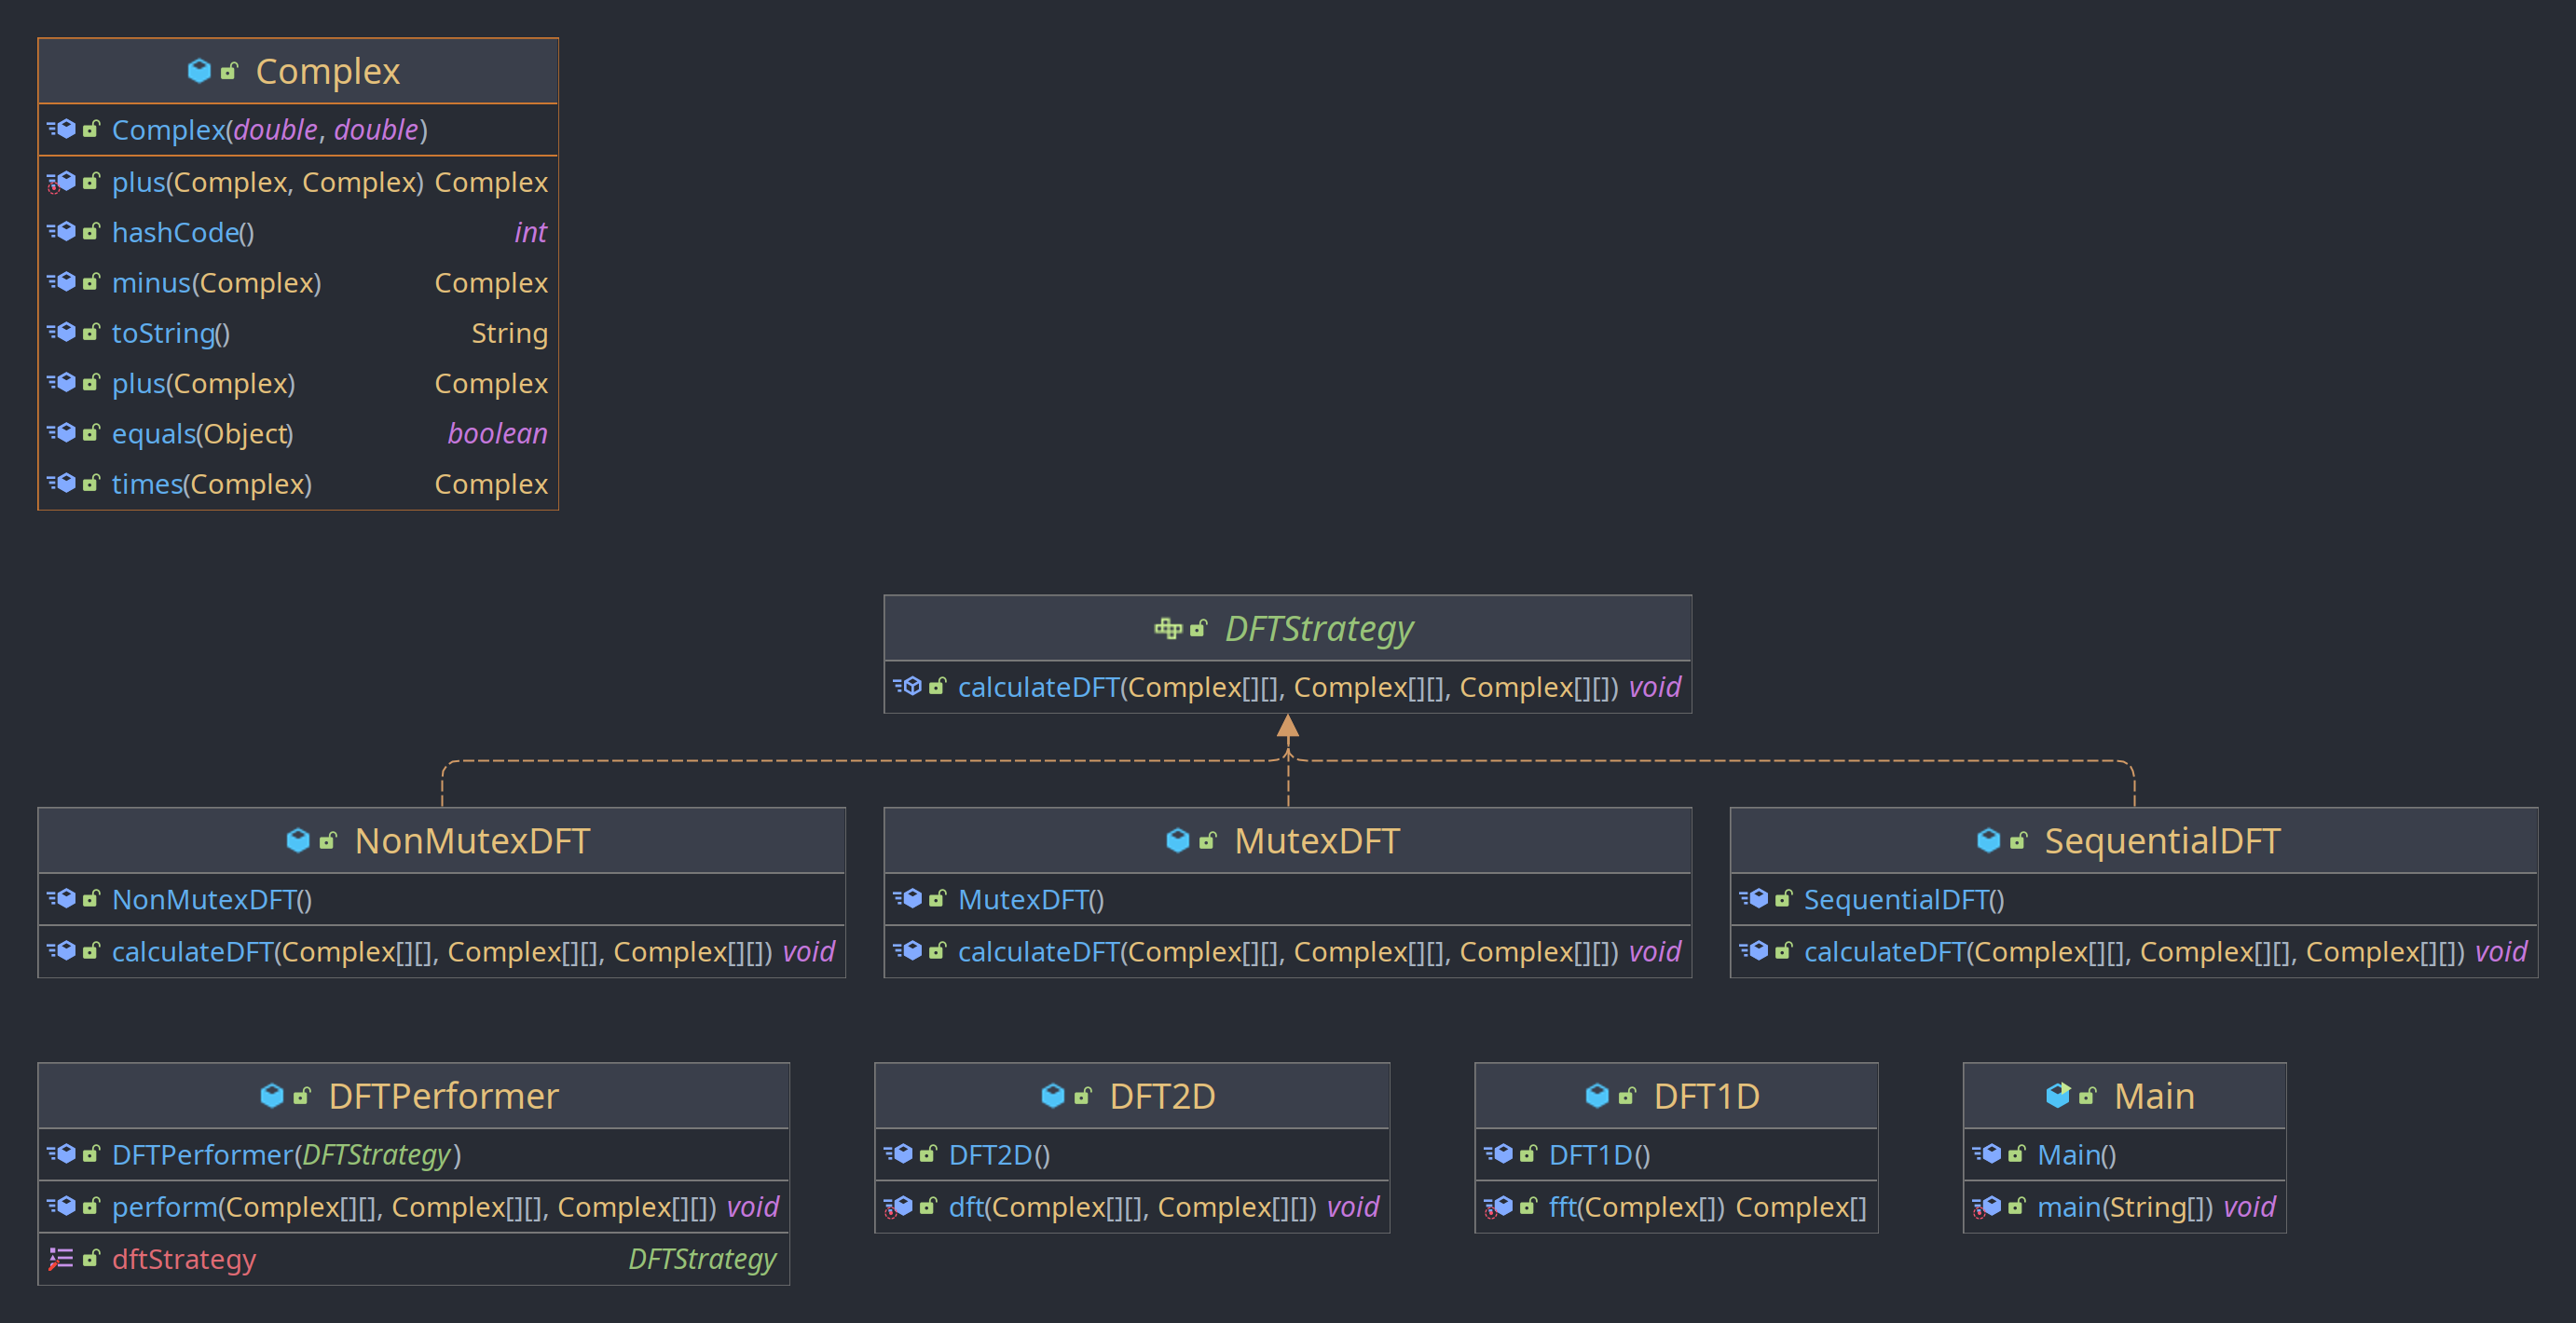 Complex
Complex(double, double)
plus(Complex, Complex) Complex
hashCode() int
minus(Complex) Complex
toString() String
plus(Complex) Complex
equals(Object) boolean
times(Complex) Complex
DFTStrategy
calculateDFT(Complex[][], Complex[][], Complex[][]) void
NonMutexDFT
NonMutexDFT()
calculateDFT(Complex[][], Complex[][], Complex[][]) void
MutexDFT
MutexDFT()
calculateDFT(Complex[][], Complex[][], Complex[][]) void
SequentialDFT
SequentialDFT()
calculateDFT(Complex[][], Complex[][], Complex[][]) void
DFTPerformer
DFTPerformer(DFTStrategy)
perform(Complex[][], Complex[][], Complex[][]) void
dftStrategy DFTStrategy
DFT2D
DFT2D()
dft(Complex[][], Complex[][]) void
DFT1D
DFT1D()
fft(Complex[]) Complex[]
Main
Main()
main(String[]) void